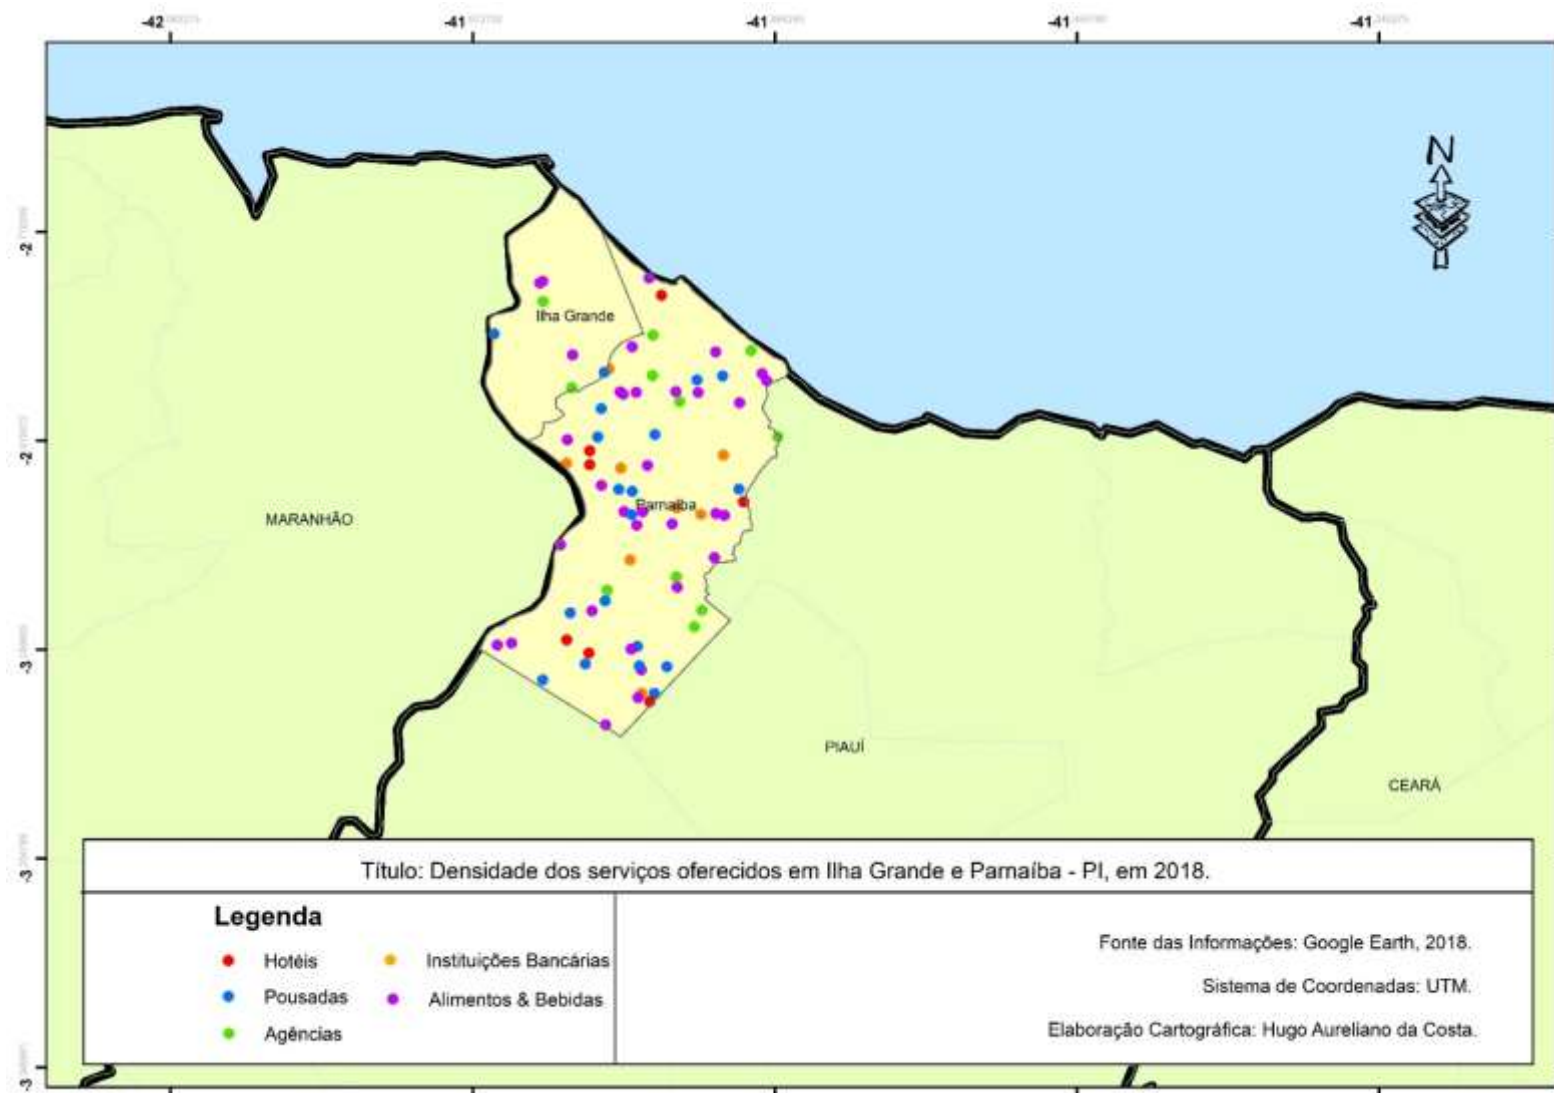 -42
-41
-41
-41
-41
N
-2
Ilha Grande
-2
Parnaíba
MARANHÃO
-3
PIAUÍ
CEARÁ
-3
Título: Densidade dos serviços oferecidos em Ilha Grande e Parnaíba - PI, em 2018.
Legenda
Hotéis
Instituições Bancárias
Pousadas
Alimentos & Bebidas
Agências
Fonte das Informações: Google Earth, 2018.
Sistema de Coordenadas: UTM.
Elaboração Cartográfica: Hugo Aureliano da Costa.
-3